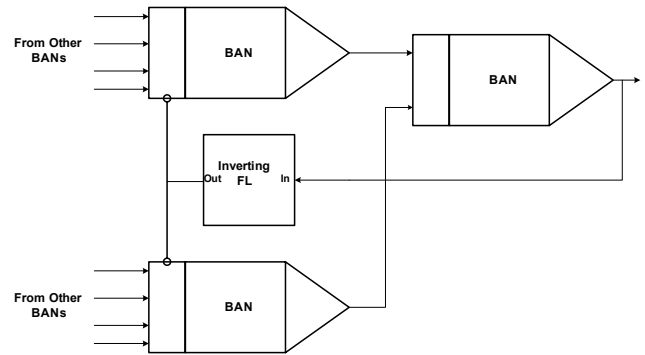 From Other
BANs
BAN
BAN
Inverting
FL
Out
In
From Other
BANs
BAN